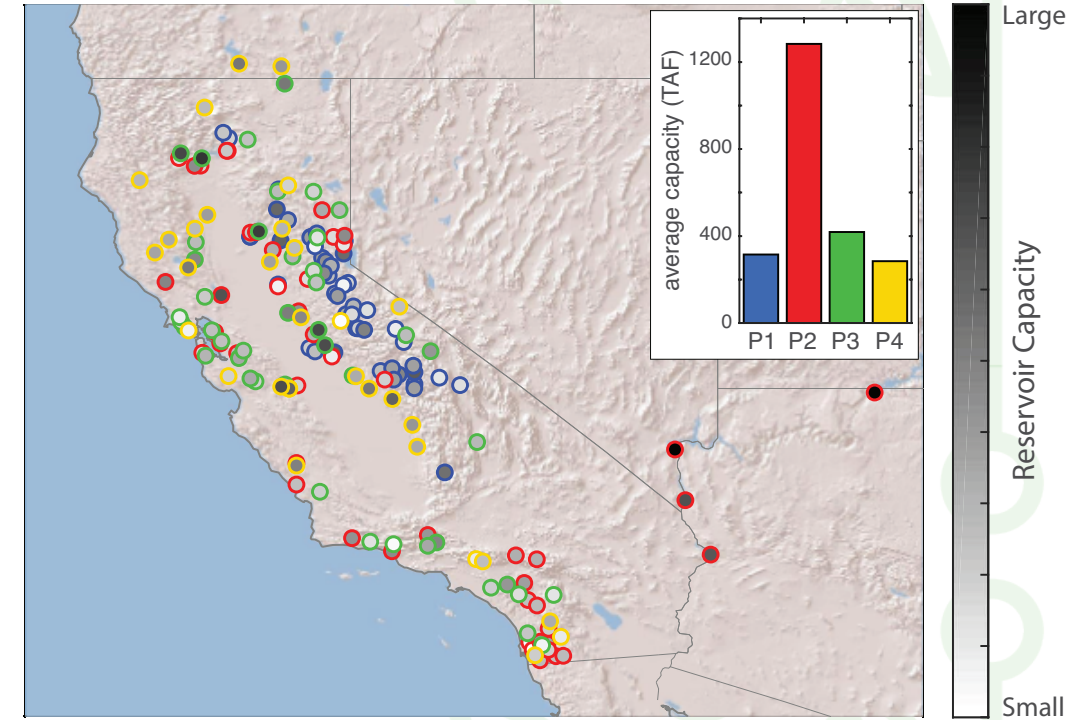 Large
1200
800
400
0
average capacity (TAF)
P1 P2 P3 P4
Reservoir Capacity
Small